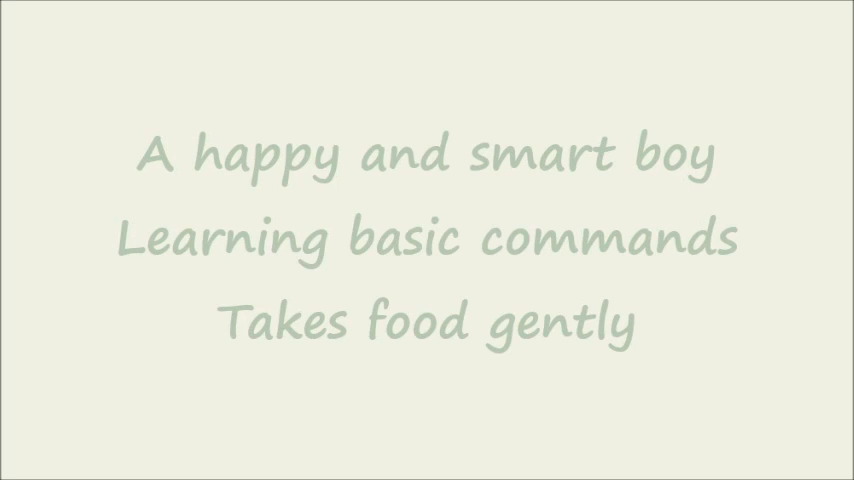 A happy and smart boy
Learning basic commands
Takes food gently